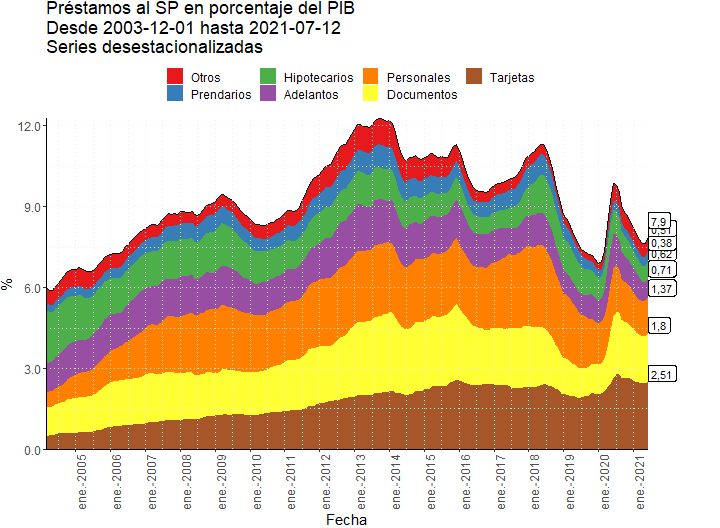 Préstamos al SP en porcentaje del PIB
Desde 2003-12-01 hasta 2021-07-12
Series desestacionalizadas
Otros
Hipotecarios
Personales
Tarjetas
Prendarios
Adelantos
Documentos
12.0
9.0
6.0
3.0
0.0
%
7,9
0,51
0,38
0,62
0,71
1,37
1,8
2,51
ene.-2005
ene.-2006
ene.-2007
ene.-2008
ene.-2009
ene.-2010
ene.-2011
ene.-2012
ene.-2013
ene.-2014
ene.-2015
ene.-2016
ene.-2017
ene.-2018
ene.-2019
ene.-2020
ene.-2021
Fecha